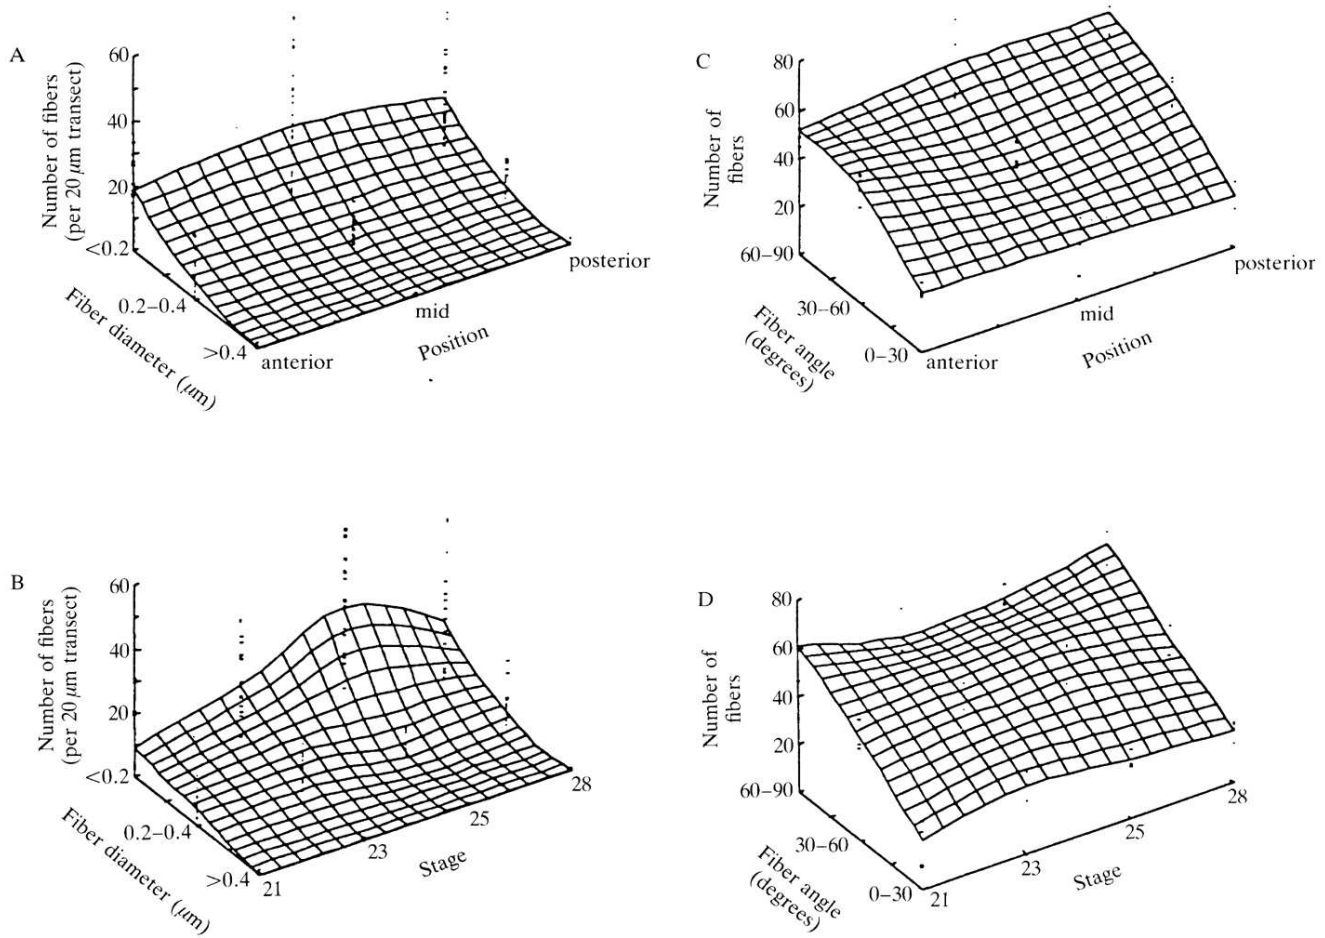 A
60
40
20
<0.2
0.2–0.4
>0.4
Number of fibers
(per 20 μm transect)
Fiber diameter (μm)
anterior
mid
posterior
Position
C
80
60
40
20
60–90
30–60
0–30
Number of
fibers
Fiber angle
(degrees)
anterior
mid
posterior
Position
B
60
40
20
<0.2
0.2–0.4
>0.4
Number of fibers
(per 20 μm transect)
Fiber diameter (μm)
21
23
25
28
Stage
D
80
60
40
20
60–90
30–60
0–30
Number of
fibers
Fiber angle
(degrees)
21
23
25
28
Stage